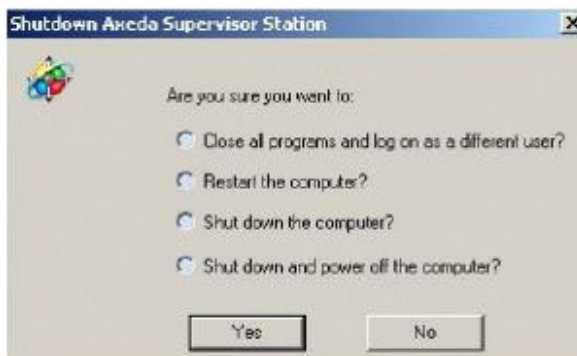 Shutdown Axeda Supervisor Station
Are you sure you want to:
Close all programs and log on as a different user?
Restart the computer?
Shut down the computer?
Shut down and power off the computer?
Yes
No